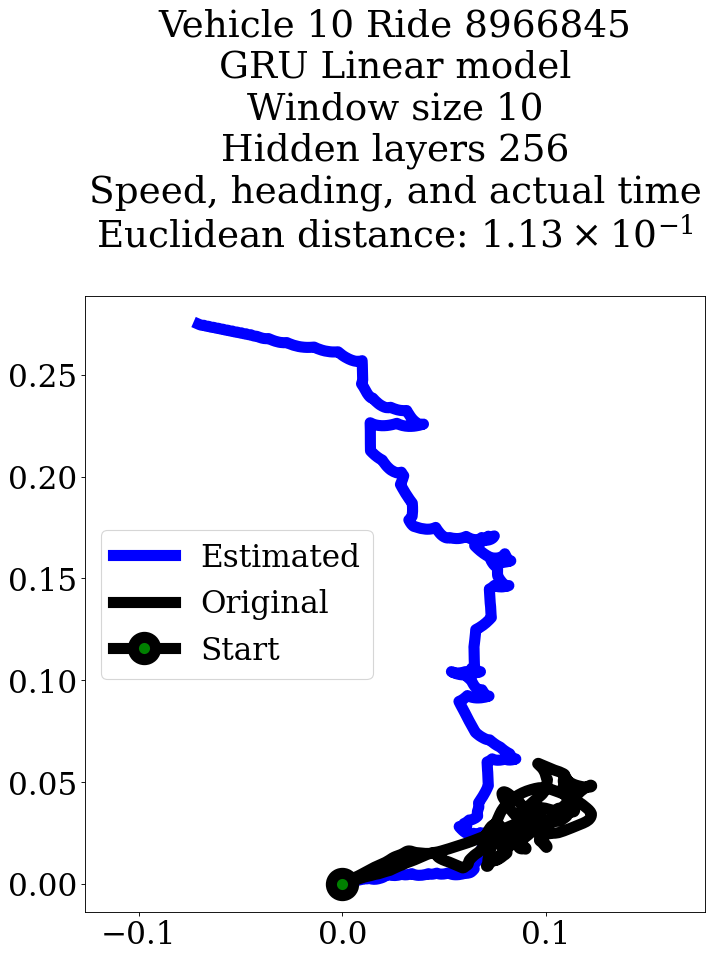 Vehicle 10 Ride 8966845
GRU Linear model
Window size 10
Hidden layers 256
Speed, heading, and actual time
Euclidean distance: 1.13 × 10⁻¹
0.25
0.20
0.15
0.10
0.05
0.00
Estimated
Original
Start
−0.1
0.0
0.1